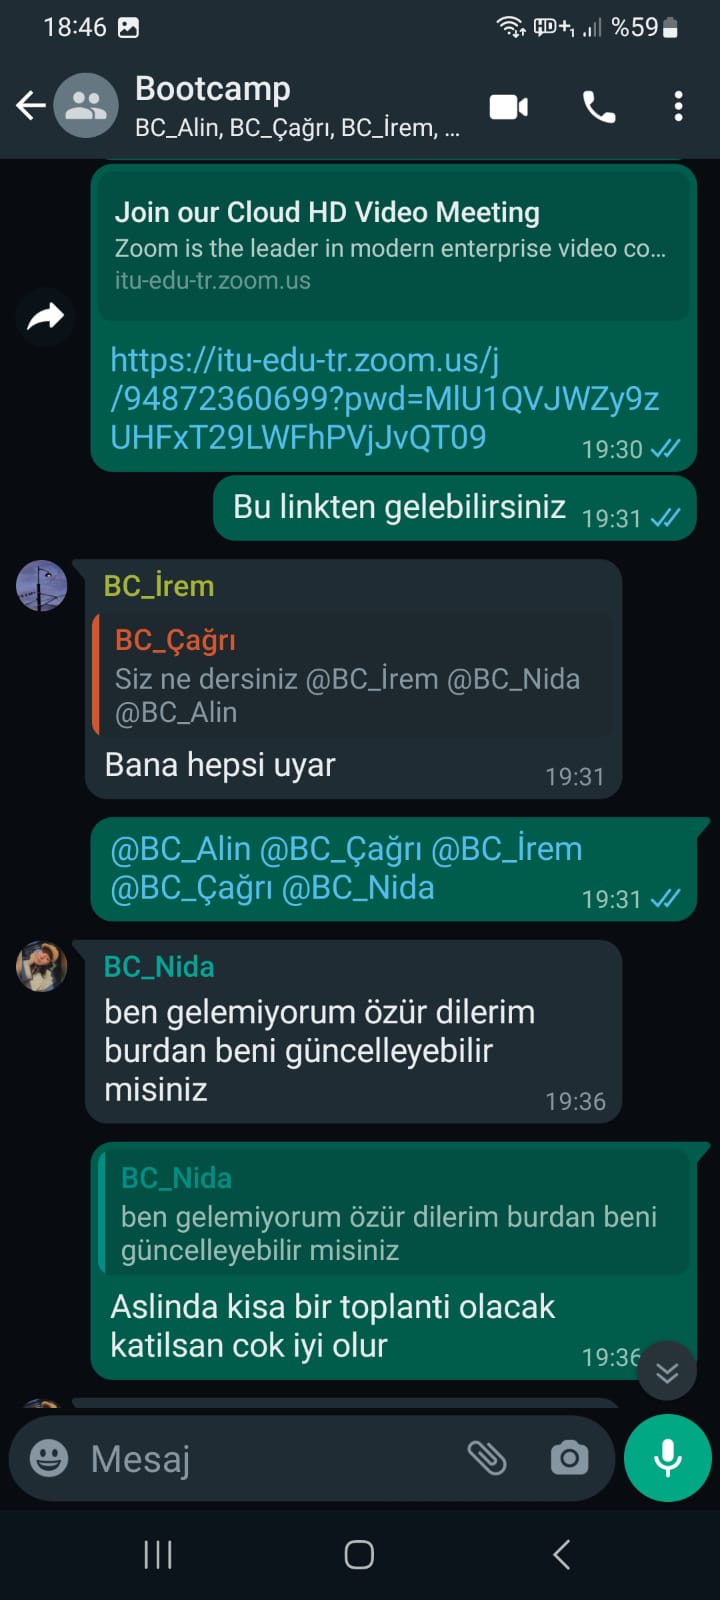 18:46
%59
Bootcamp
BC_Alin, BC_Çağrı, BC_İrem, ...
Join our Cloud HD Video Meeting
Zoom is the leader in modern enterprise video co...
itu-edu-tr.zoom.us
https://itu-edu-tr.zoom.us/j
/94872360699?pwd=MlU1QVJWZy9z
UHFxT29LWFhPVjJvQT09
19:30
Bu linkten gelebilirsiniz 19:31
BC_İrem
BC_Çağrı
Siz ne dersiniz @BC_İrem @BC_Nida
@BC_Alin
Bana hepsi uyar
19:31
@BC_Alin @BC_Çağrı @BC_İrem
@BC_Çağrı @BC_Nida
19:31
BC_Nida
ben gelemiyorum özür dilerim
burdan beni güncelleyebilir
misiniz
19:36
BC_Nida
ben gelemiyorum özür dilerim burdan beni
güncelleyebilir misiniz
Aslinda kisa bir toplanti olacak
katilsan cok iyi olur
19:36
Mesaj